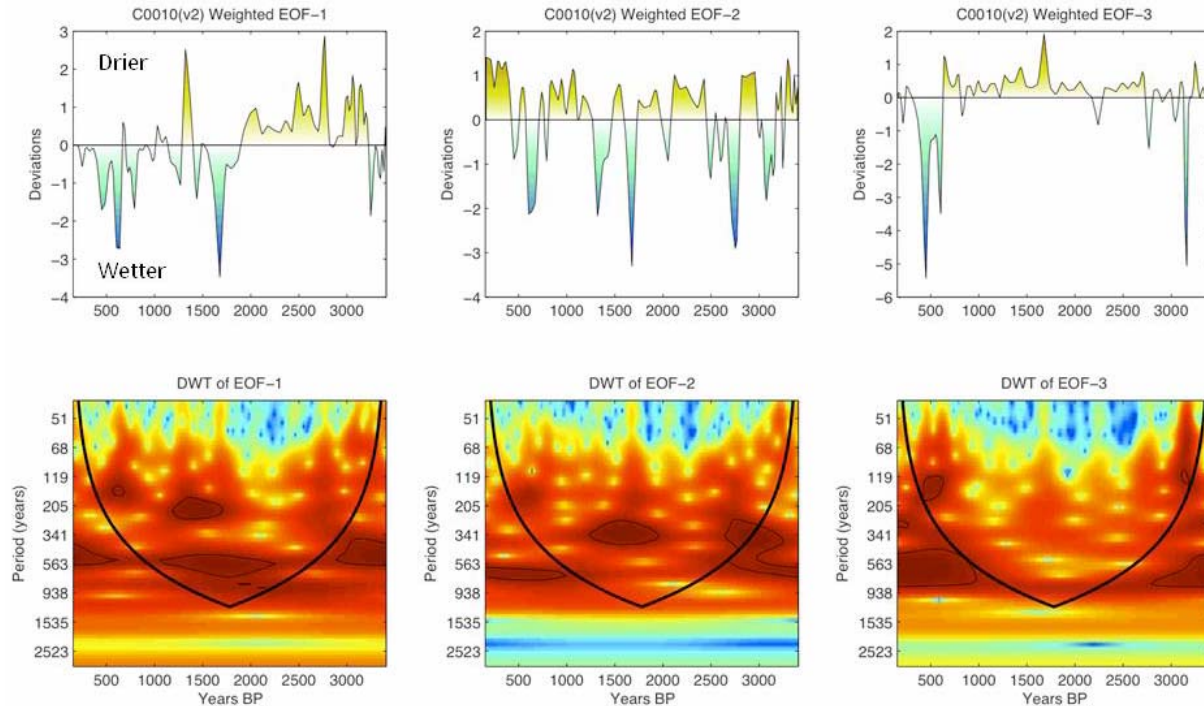 C0010(v2) Weighted EOF−1
C0010(v2) Weighted EOF−2
C0010(v2) Weighted EOF−3
Deviations
3
2
1
0
−1
−2
−3
−4
Drier
Wetter
500 1000 1500 2000 2500 3000
Deviations
2
1
0
−1
−2
−3
−4
500 1000 1500 2000 2500 3000
Deviations
2
1
0
−1
−2
−3
−4
−5
−6
500 1000 1500 2000 2500 3000
DWT of EOF−1
DWT of EOF−2
DWT of EOF−3
Period (years)
51
68
119
205
341
563
938
1535
2523
500 1000 1500 2000 2500 3000
Years BP
Period (years)
51
68
119
205
341
563
938
1535
2523
500 1000 1500 2000 2500 3000
Years BP
Period (years)
51
68
119
205
341
563
938
1535
2523
500 1000 1500 2000 2500 3000
Years BP